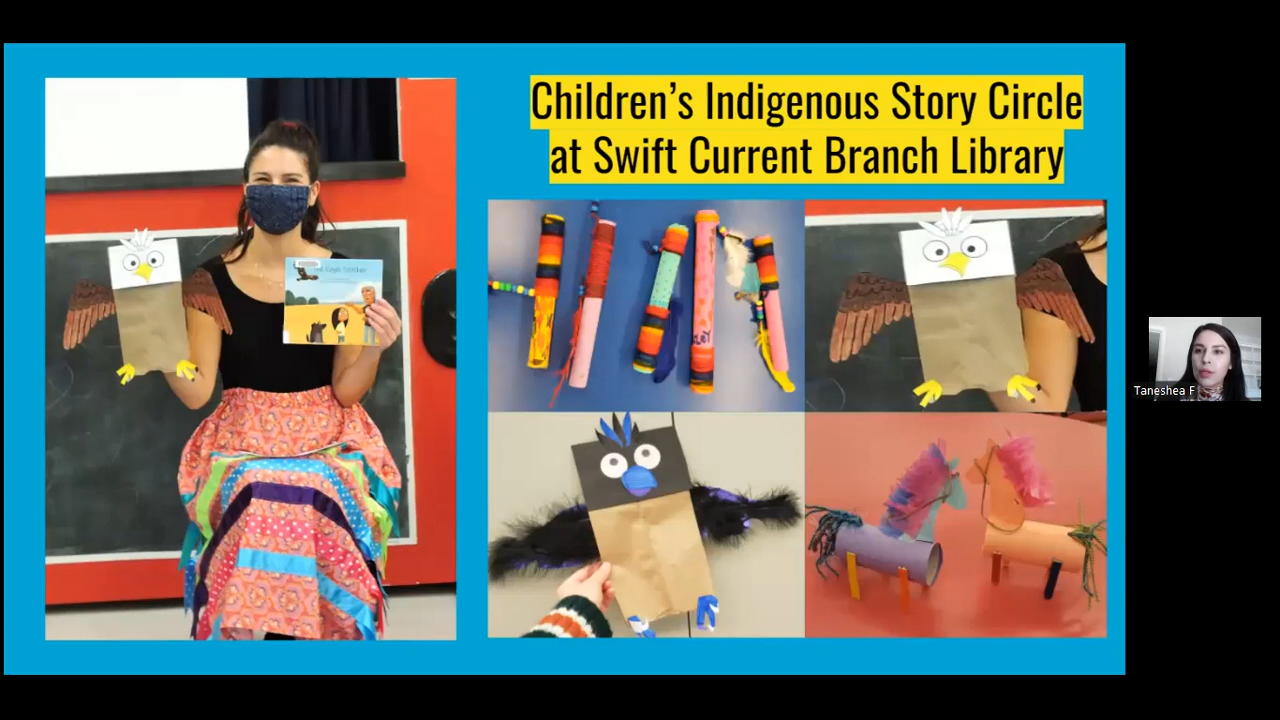 Children's Indigenous Story Circle
at Swift Current Branch Library
Taneshea F